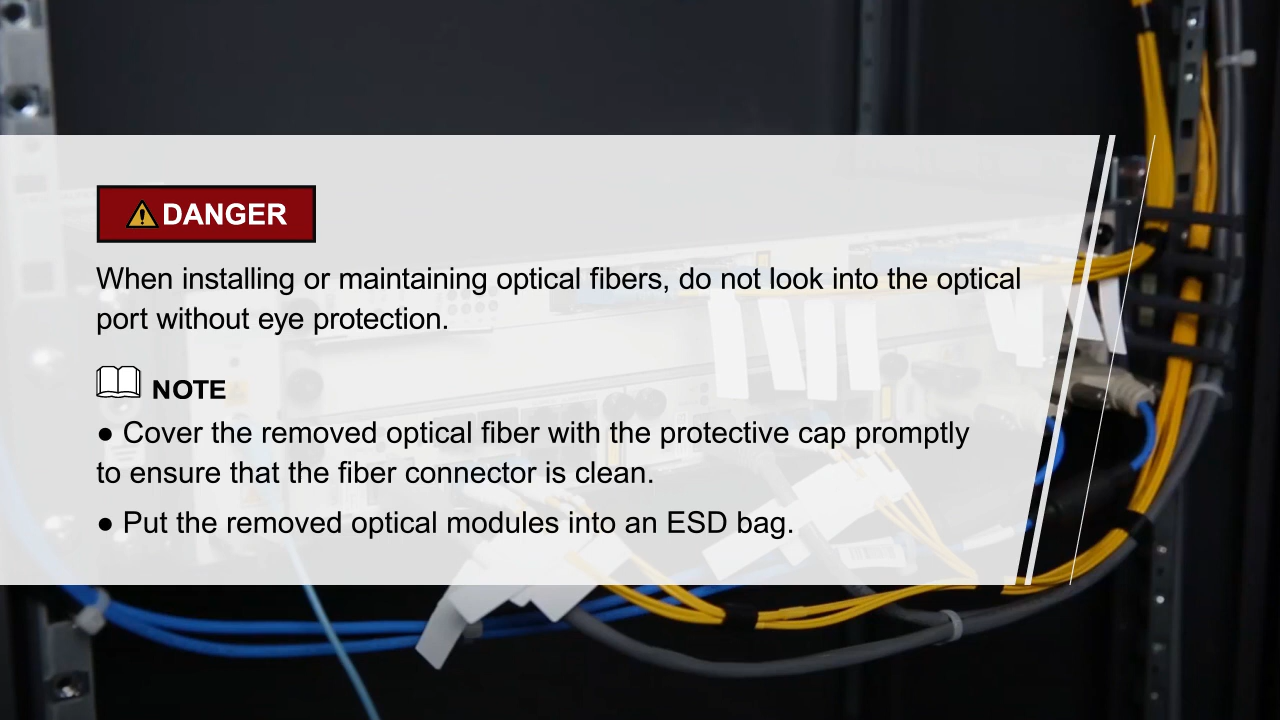 DANGER
When installing or maintaining optical fibers, do not look into the optical
port without eye protection.
NOTE
● Cover the removed optical fiber with the protective cap promptly
to ensure that the fiber connector is clean.
● Put the removed optical modules into an ESD bag.